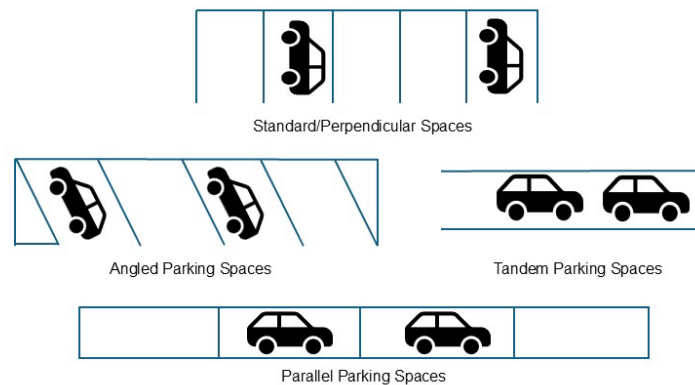 Standard/Perpendicular Spaces
Angled Parking Spaces
Tandem Parking Spaces
Parallel Parking Spaces